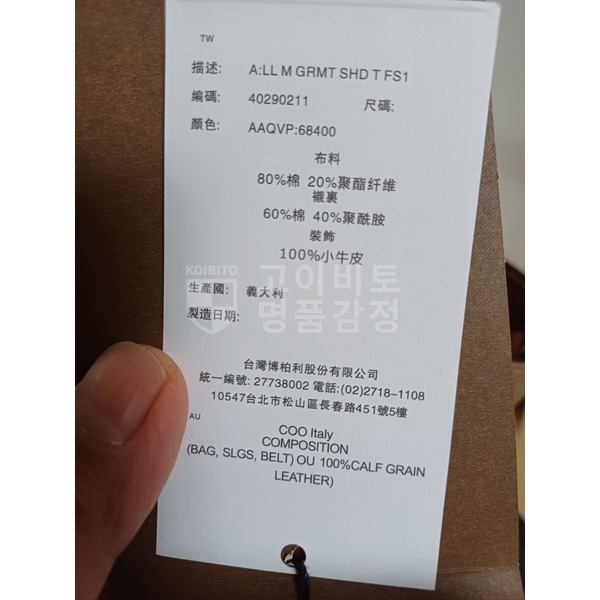 TW
描述: A:LL M GRMT SHD T FS1
编碼: 40290211 尺碼:
顏色: AAQVP:68400
布料
80%棉 20%聚酯纤维
襯裏
60%棉 40%聚酰胺
裝飾
100%小牛皮
生產國: 義大利
製造日期:
KOIBITO 고이비토
명품감정
台灣博柏利股份有限公司
統一編號: 27738002 電話:(02)2718-1108
10547台北市松山區長春路451號5樓
AU
COO Italy
COMPOSITION
(BAG, SLGS, BELT) OU 100%CALF GRAIN
LEATHER)